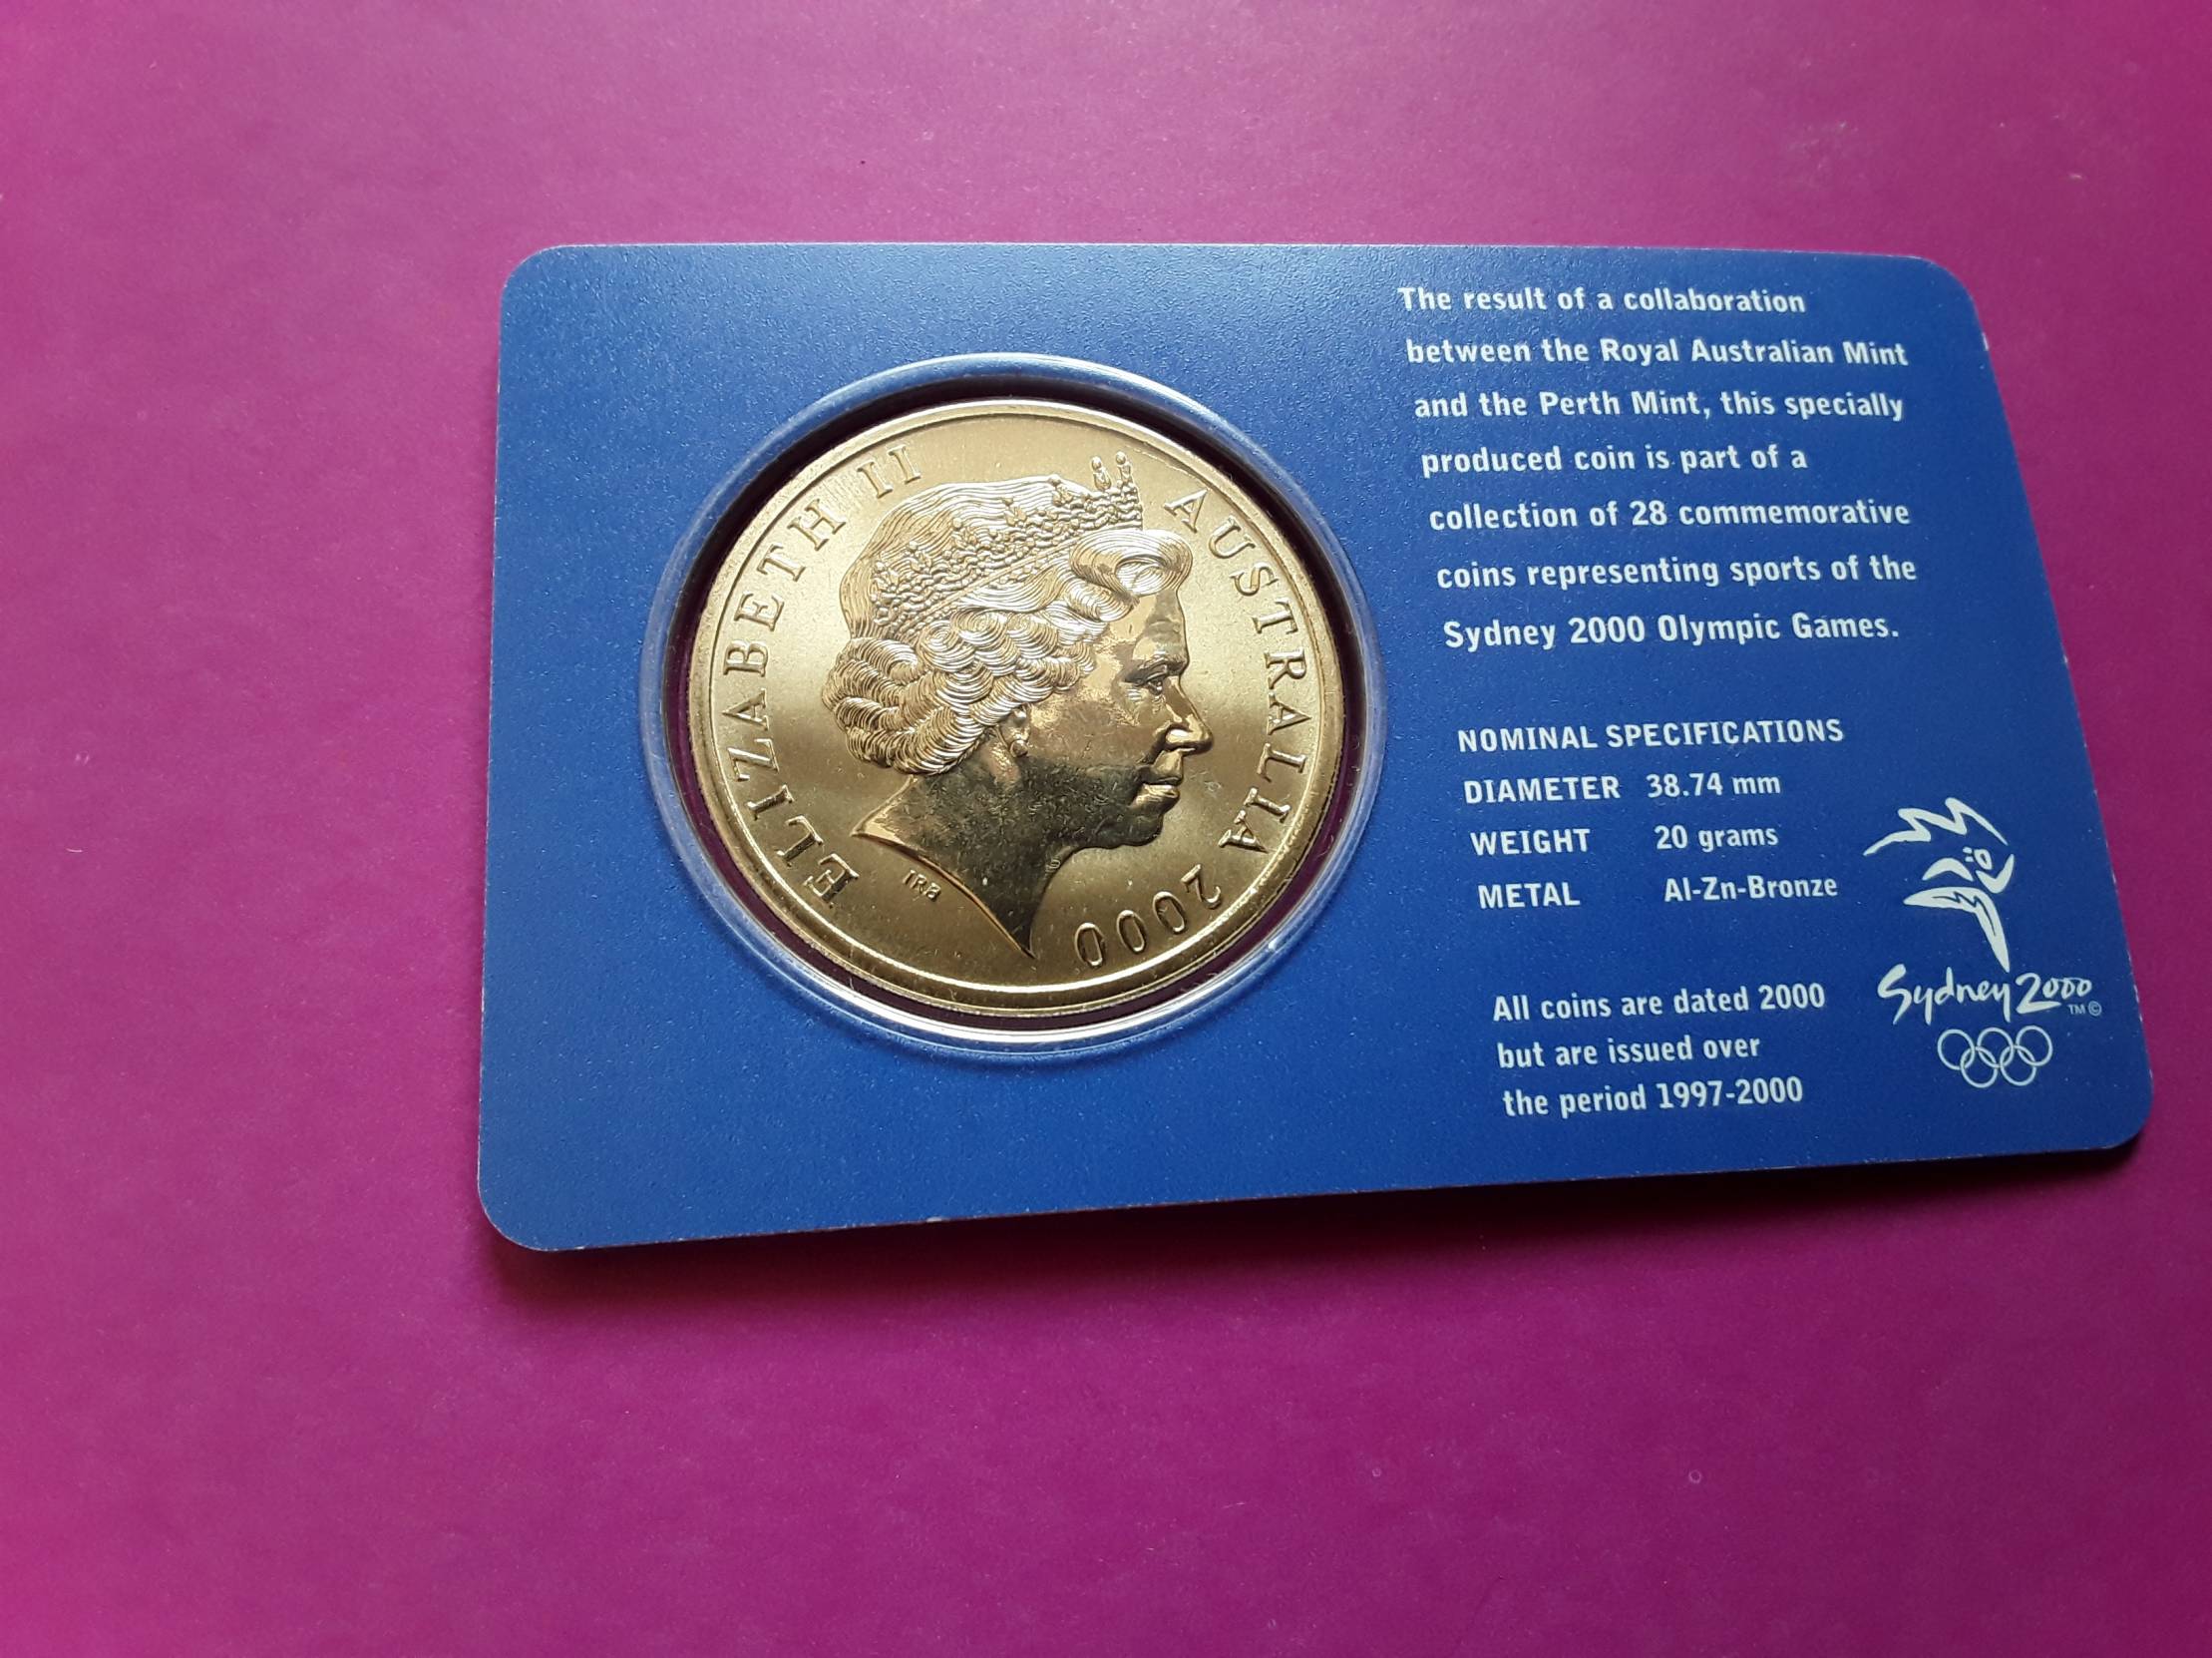 ELIZABETH II AUSTRALIA 2000
IRB
The result of a collaboration
between the Royal Australian Mint
and the Perth Mint, this specially
produced coin is part of a
collection of 28 commemorative
coins representing sports of the
Sydney 2000 Olympic Games.
NOMINAL SPECIFICATIONS
DIAMETER 38.74 mm
WEIGHT 20 grams
METAL Al-Zn-Bronze
All coins are dated 2000
but are issued over
the period 1997-2000
Sydney 2000
TM ©